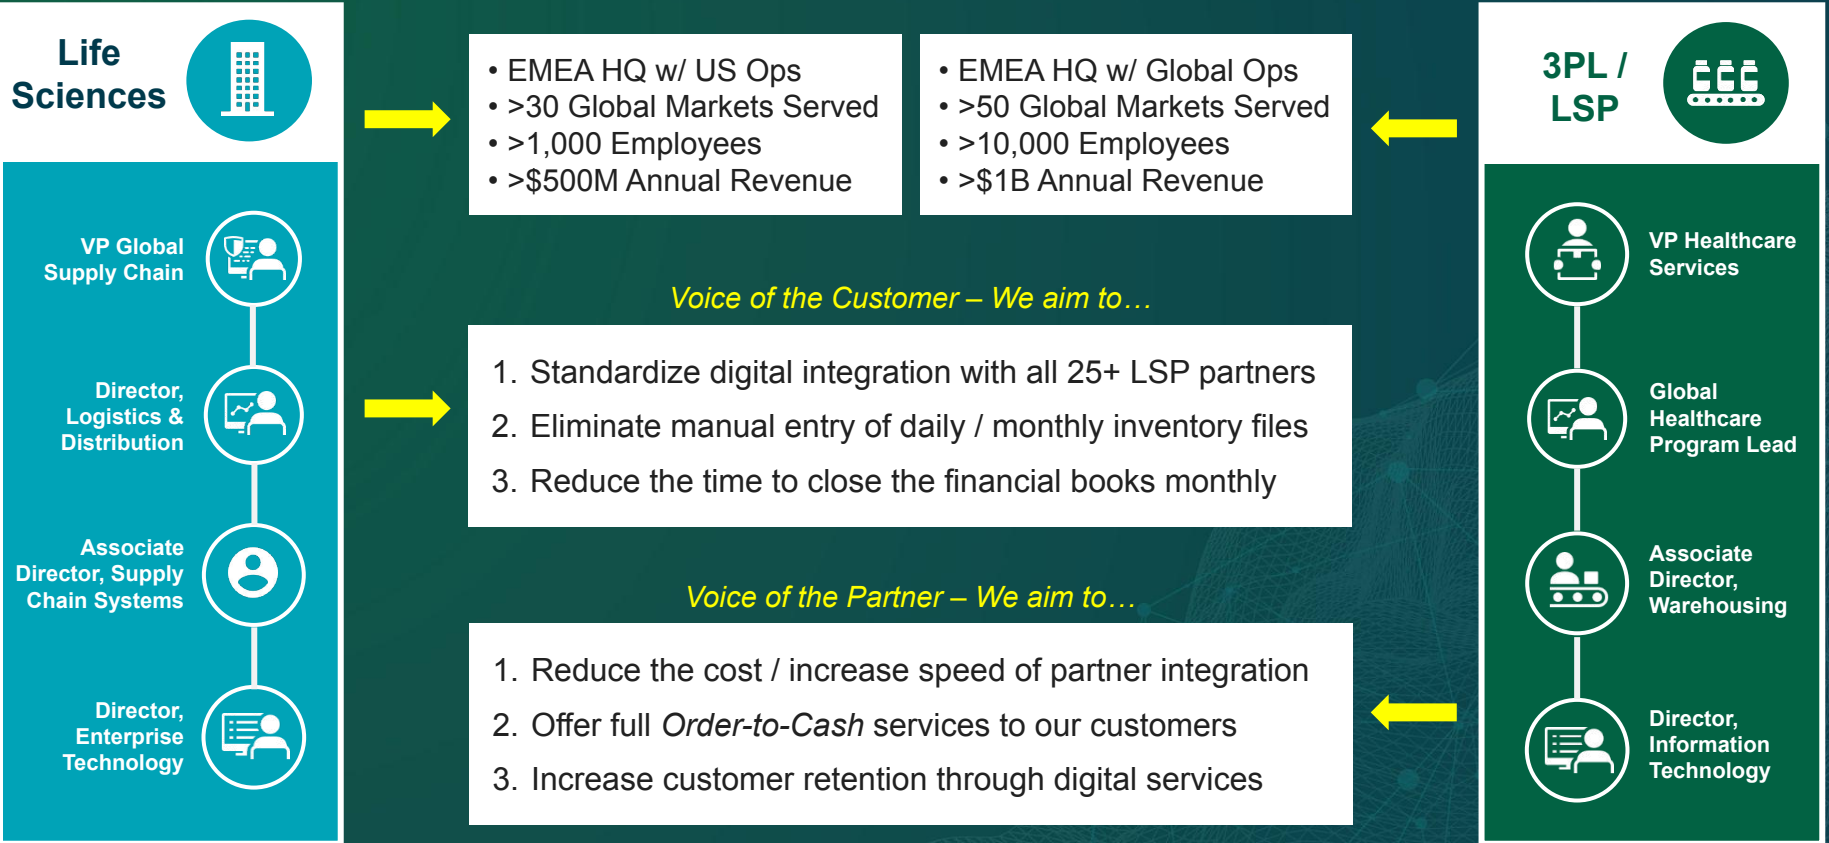 Life
Sciences
VP Global
Supply Chain
Director,
Logistics &
Distribution
Associate
Director, Supply
Chain Systems
Director,
Enterprise
Technology
• EMEA HQ w/ US Ops
• >30 Global Markets Served
• >1,000 Employees
• >$500M Annual Revenue
• EMEA HQ w/ Global Ops
• >50 Global Markets Served
• >10,000 Employees
• >$1B Annual Revenue
Voice of the Customer – We aim to…
1. Standardize digital integration with all 25+ LSP partners
2. Eliminate manual entry of daily / monthly inventory files
3. Reduce the time to close the financial books monthly
Voice of the Partner – We aim to…
1. Reduce the cost / increase speed of partner integration
2. Offer full Order-to-Cash services to our customers
3. Increase customer retention through digital services
3PL /
LSP
VP Healthcare
Services
Global
Healthcare
Program Lead
Associate
Director,
Warehousing
Director,
Information
Technology